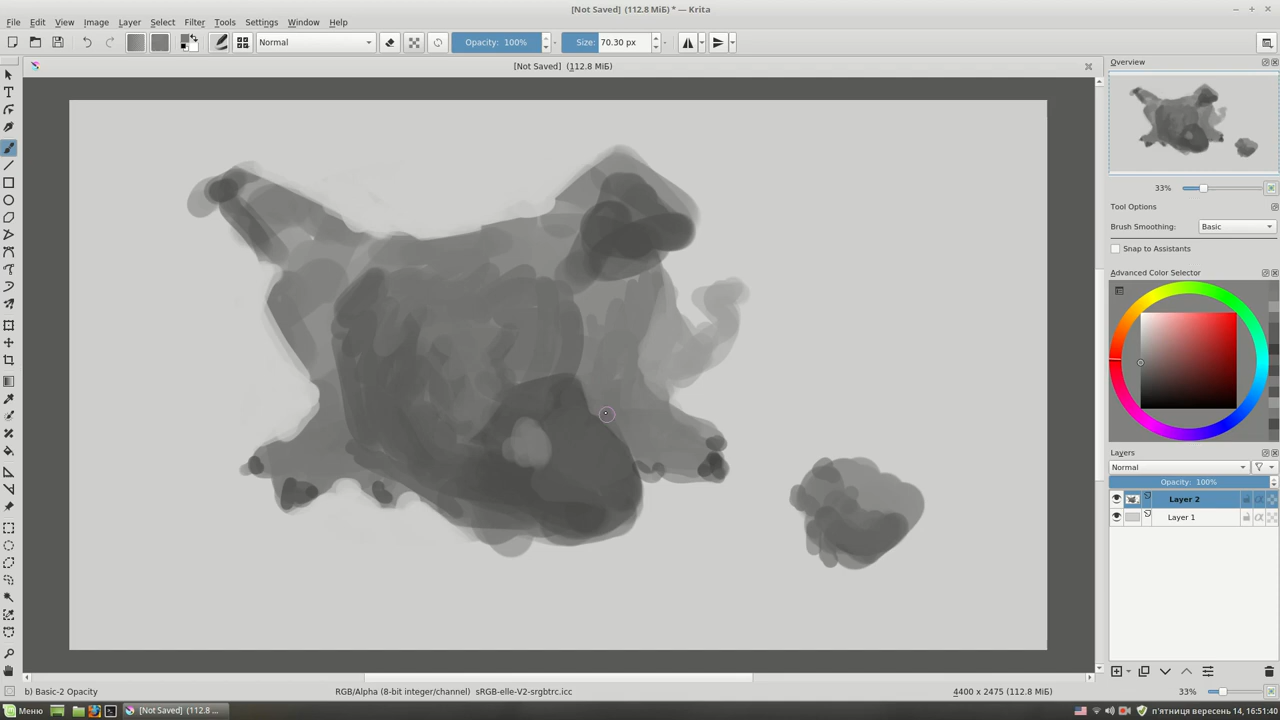 [Not Saved]  (112.8 MiБ) * — Krita
File Edit View Image Layer Select Filter Tools Settings Window Help
Normal Opacity: 100% Size: 70.30 px
[Not Saved]  (112.8 MiБ)
Overview
33%
Tool Options
Brush Smoothing: Basic
Snap to Assistants
Advanced Color Selector
Layers
Normal
Opacity: 100%
Layer 2
Layer 1
b) Basic-2 Opacity RGB/Alpha (8-bit integer/channel)  sRGB-elle-V2-srgbtrc.icc 4400 x 2475 (112.8 MiБ) 33%
Меню [Not Saved]  (112.8 ... п'ятниця вересень 14, 16:51:40